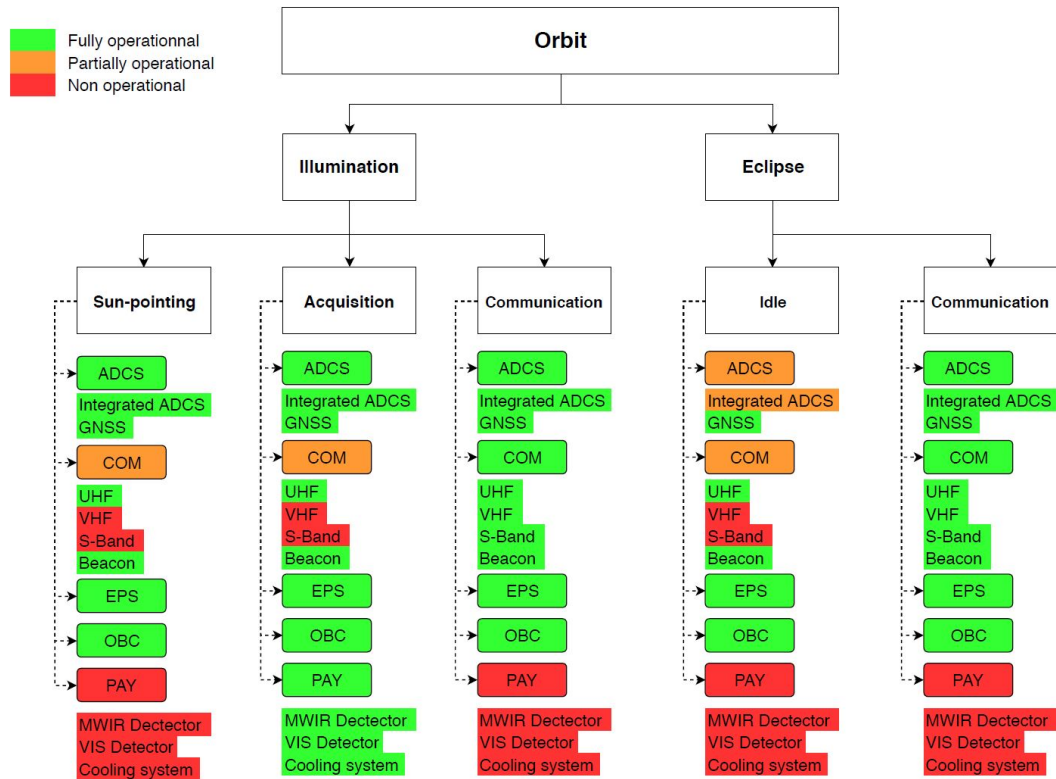 Fully operationnal
Partially operational
Non operational
Orbit
Illumination
Eclipse
Sun-pointing
Acquisition
Communication
Idle
Communication
ADCS
Integrated ADCS
GNSS
COM
UHF
VHF
S-Band
Beacon
EPS
OBC
PAY
MWIR Dectector
VIS Detector
Cooling system
ADCS
Integrated ADCS
GNSS
COM
UHF
VHF
S-Band
Beacon
EPS
OBC
PAY
MWIR Dectector
VIS Detector
Cooling system
ADCS
Integrated ADCS
GNSS
COM
UHF
VHF
S-Band
Beacon
EPS
OBC
PAY
MWIR Dectector
VIS Detector
Cooling system
ADCS
Integrated ADCS
GNSS
COM
UHF
VHF
S-Band
Beacon
EPS
OBC
PAY
MWIR Dectector
VIS Detector
Cooling system
ADCS
Integrated ADCS
GNSS
COM
UHF
VHF
S-Band
Beacon
EPS
OBC
PAY
MWIR Dectector
VIS Detector
Cooling system